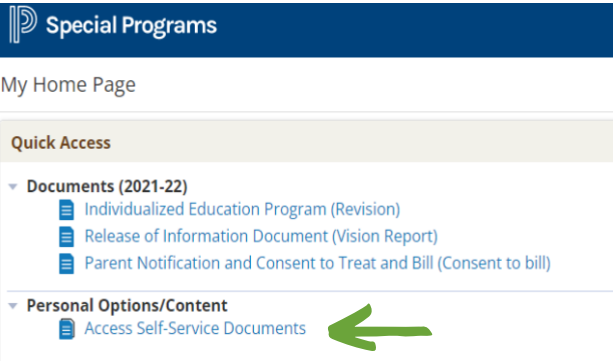 Special Programs
My Home Page
Quick Access
Documents (2021-22)
Individualized Education Program (Revision)
Release of Information Document (Vision Report)
Parent Notification and Consent to Treat and Bill (Consent to bill)
Personal Options/Content
Access Self-Service Documents